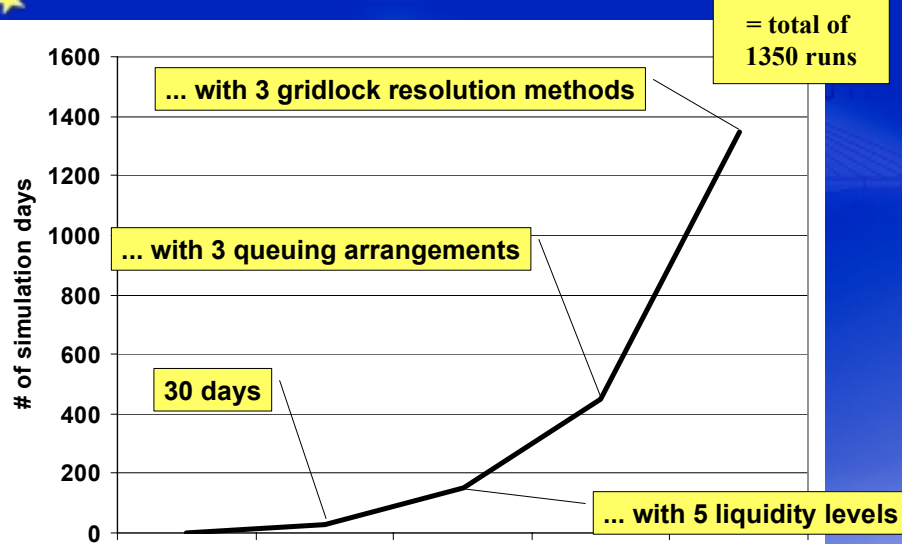 = total of
1350 runs
1600
... with 3 gridlock resolution methods
1400
1200
# of simulation days
1000
... with 3 queuing arrangements
800
600
30 days
400
200
... with 5 liquidity levels
0